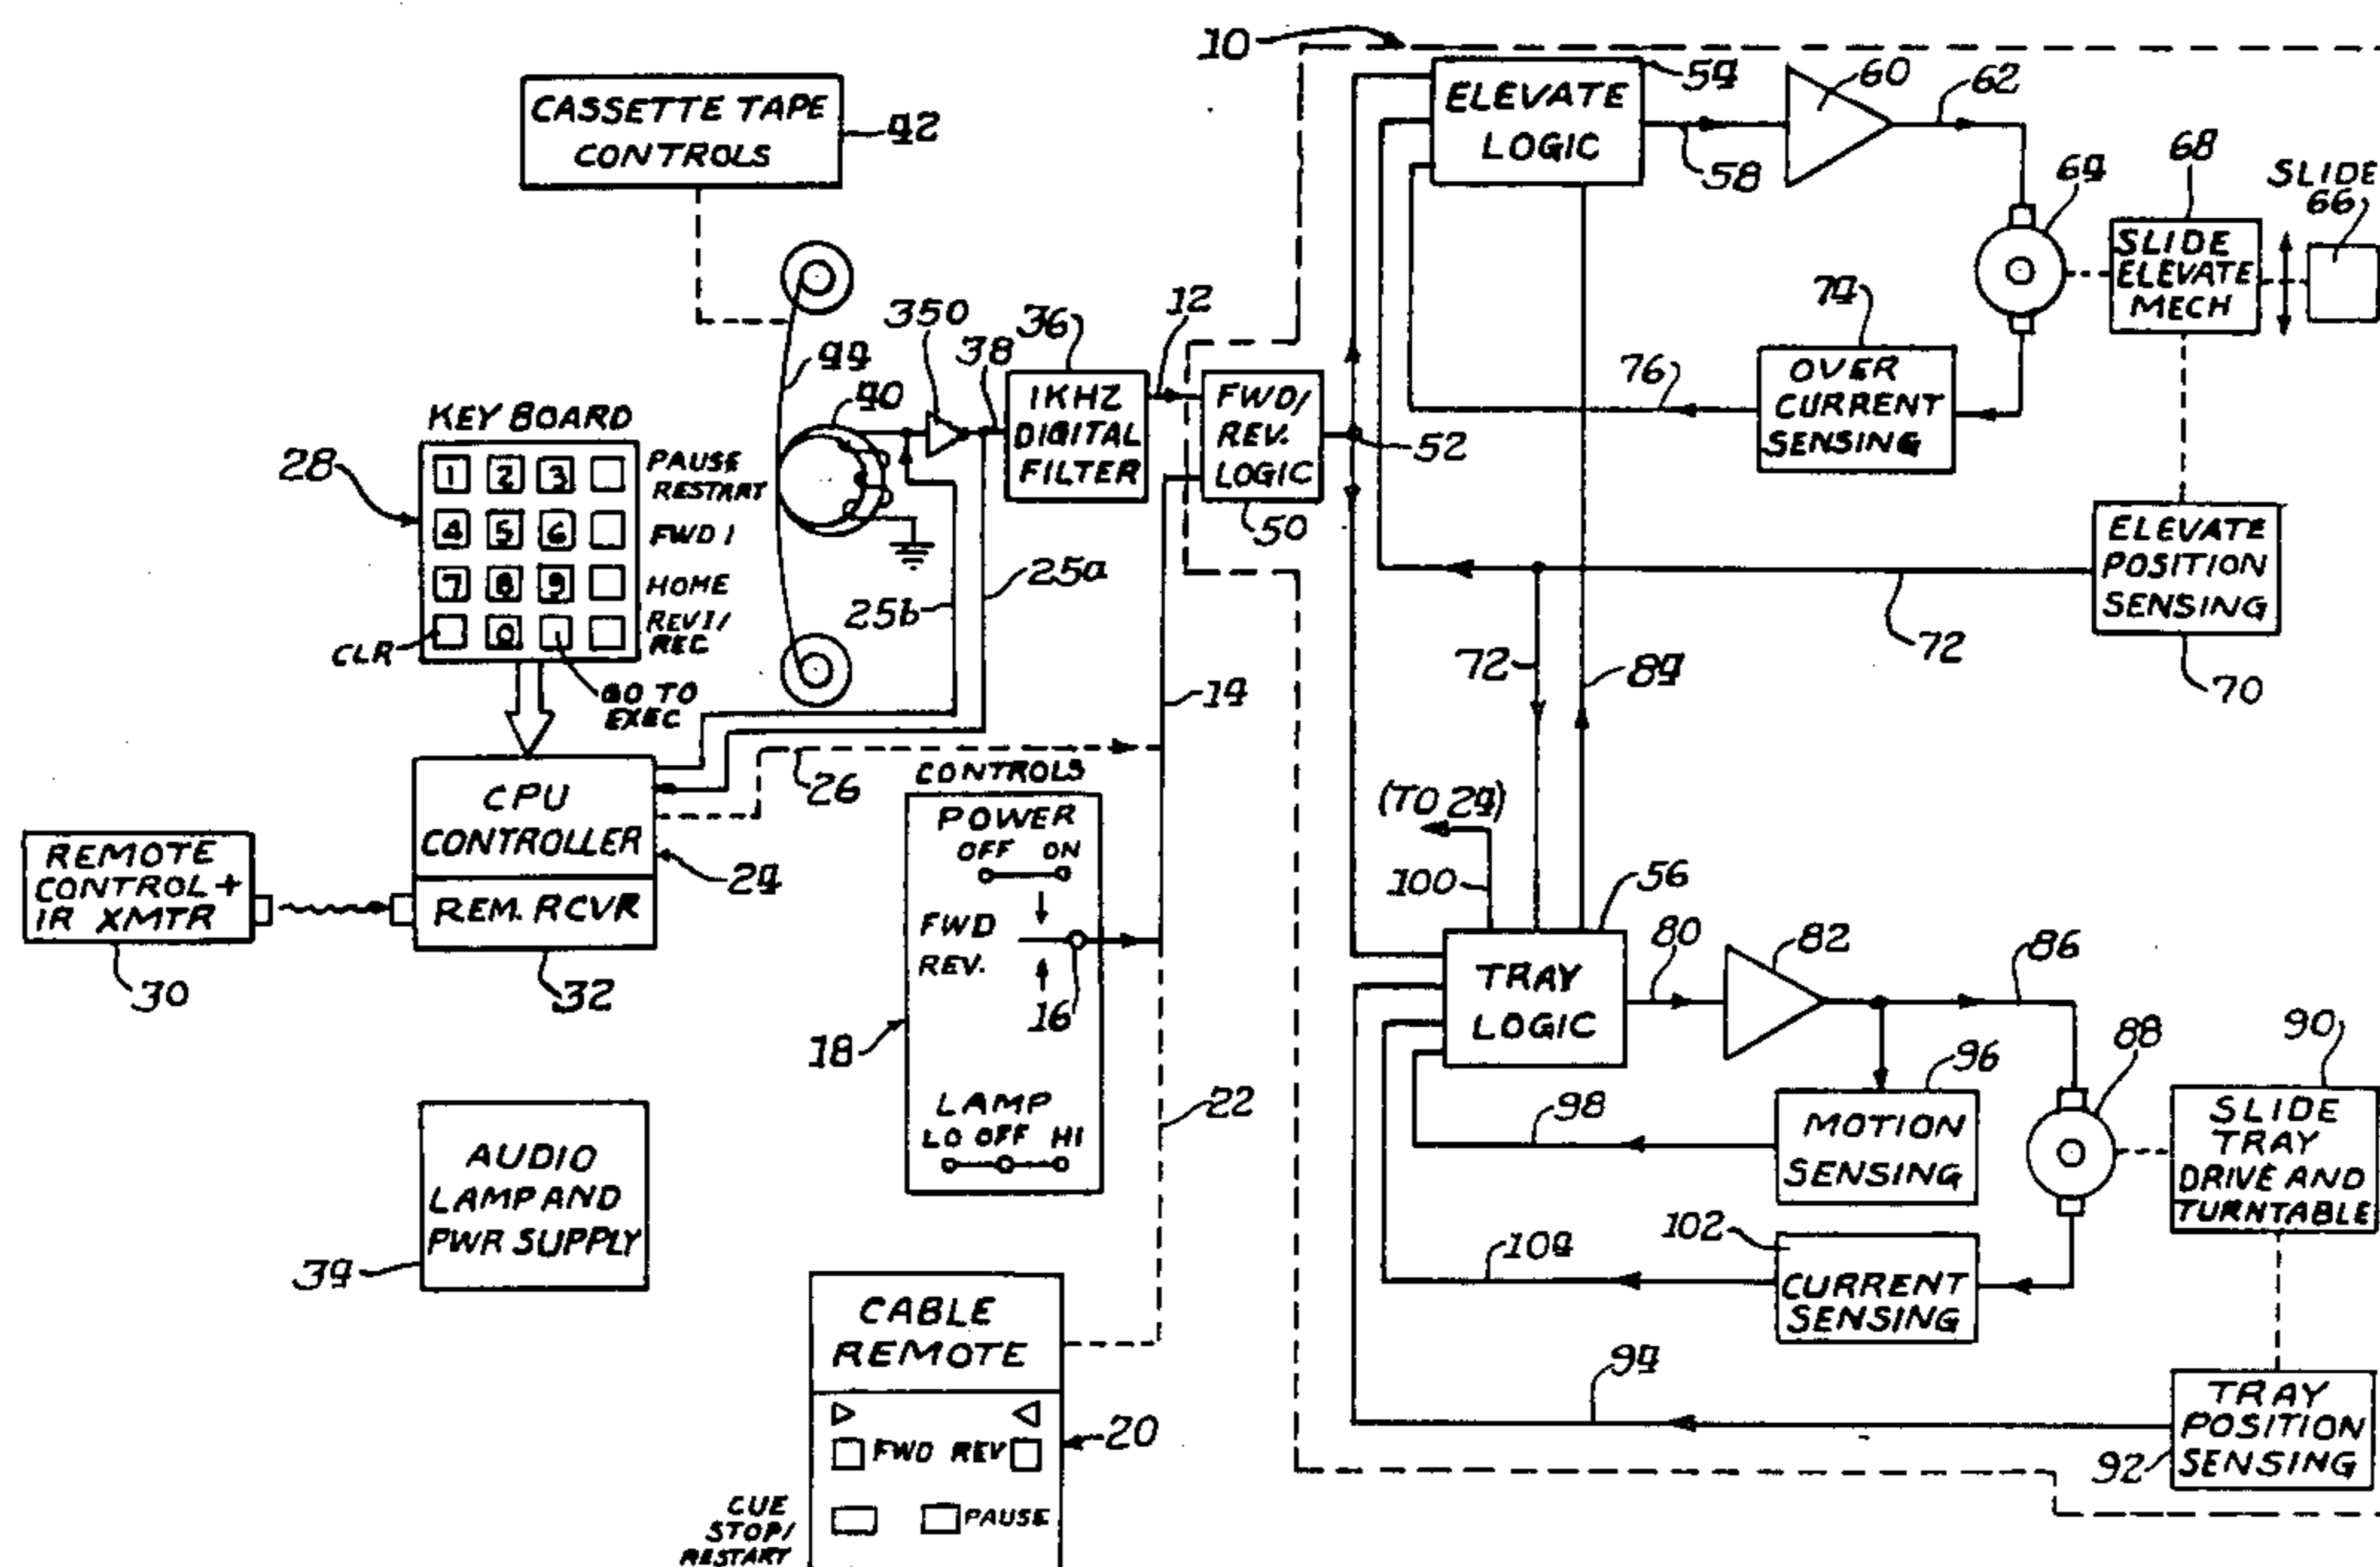 10
CASSETTE TAPE
CONTROLS
42
ELEVATE
LOGIC
54
58
60
62
64
68
SLIDE
66
SLIDE
ELEVATE
MECH
74
OVER
CURRENT
SENSING
76
350
38
36
12
44
40
1KHZ
DIGITAL
FILTER
FWD/
REV.
LOGIC
50
52
KEY BOARD
28
1 2 3
PAUSE
RESTART
4 5 6
FWD 1
7 8 9
HOME
CLR
0
REV 1/
REC
GO TO
EXEC
25b
25a
14
72
84
72
ELEVATE
POSITION
SENSING
70
CPU
CONTROLLER
24
REM. RCVR
32
26
REMOTE
CONTROL +
IR XMTR
30
CONTROLS
POWER
OFF ON
FWD
REV.
16
18
LAMP
LO OFF HI
22
(TO 24)
100
56
TRAY
LOGIC
80
82
86
88
90
96
MOTION
SENSING
98
SLIDE
TRAY
DRIVE AND
TURNTABLE
102
CURRENT
SENSING
104
94
TRAY
POSITION
SENSING
92
AUDIO
LAMP AND
PWR SUPPLY
34
CABLE
REMOTE
20
FWD REV
CUE
STOP/
RESTART
PAUSE